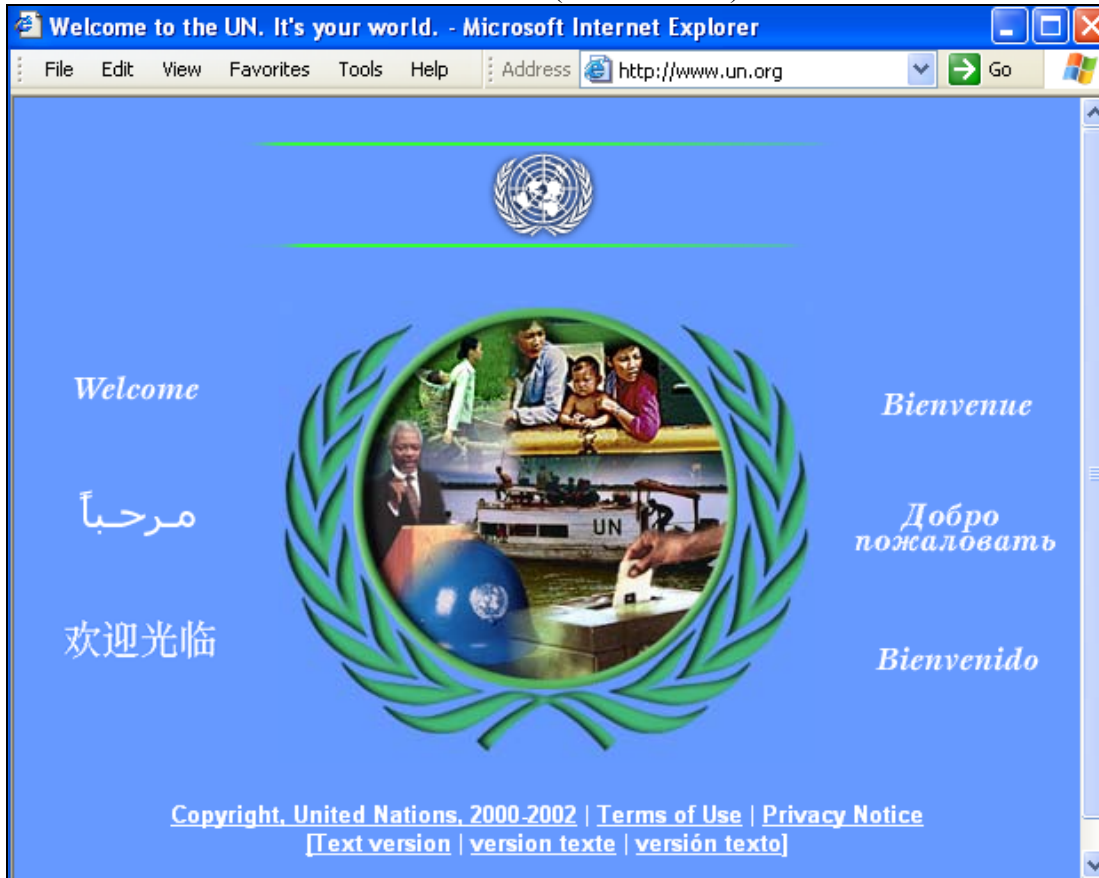 Welcome to the UN. It's your world. - Microsoft Internet Explorer
File Edit View Favorites Tools Help Address http://www.un.org Go
Welcome
Bienvenue
مرحباً
Добро
пожаловать
欢迎光临
Bienvenido
UN
Copyright, United Nations, 2000-2002 | Terms of Use | Privacy Notice
[Text version | version texte | versión texto]